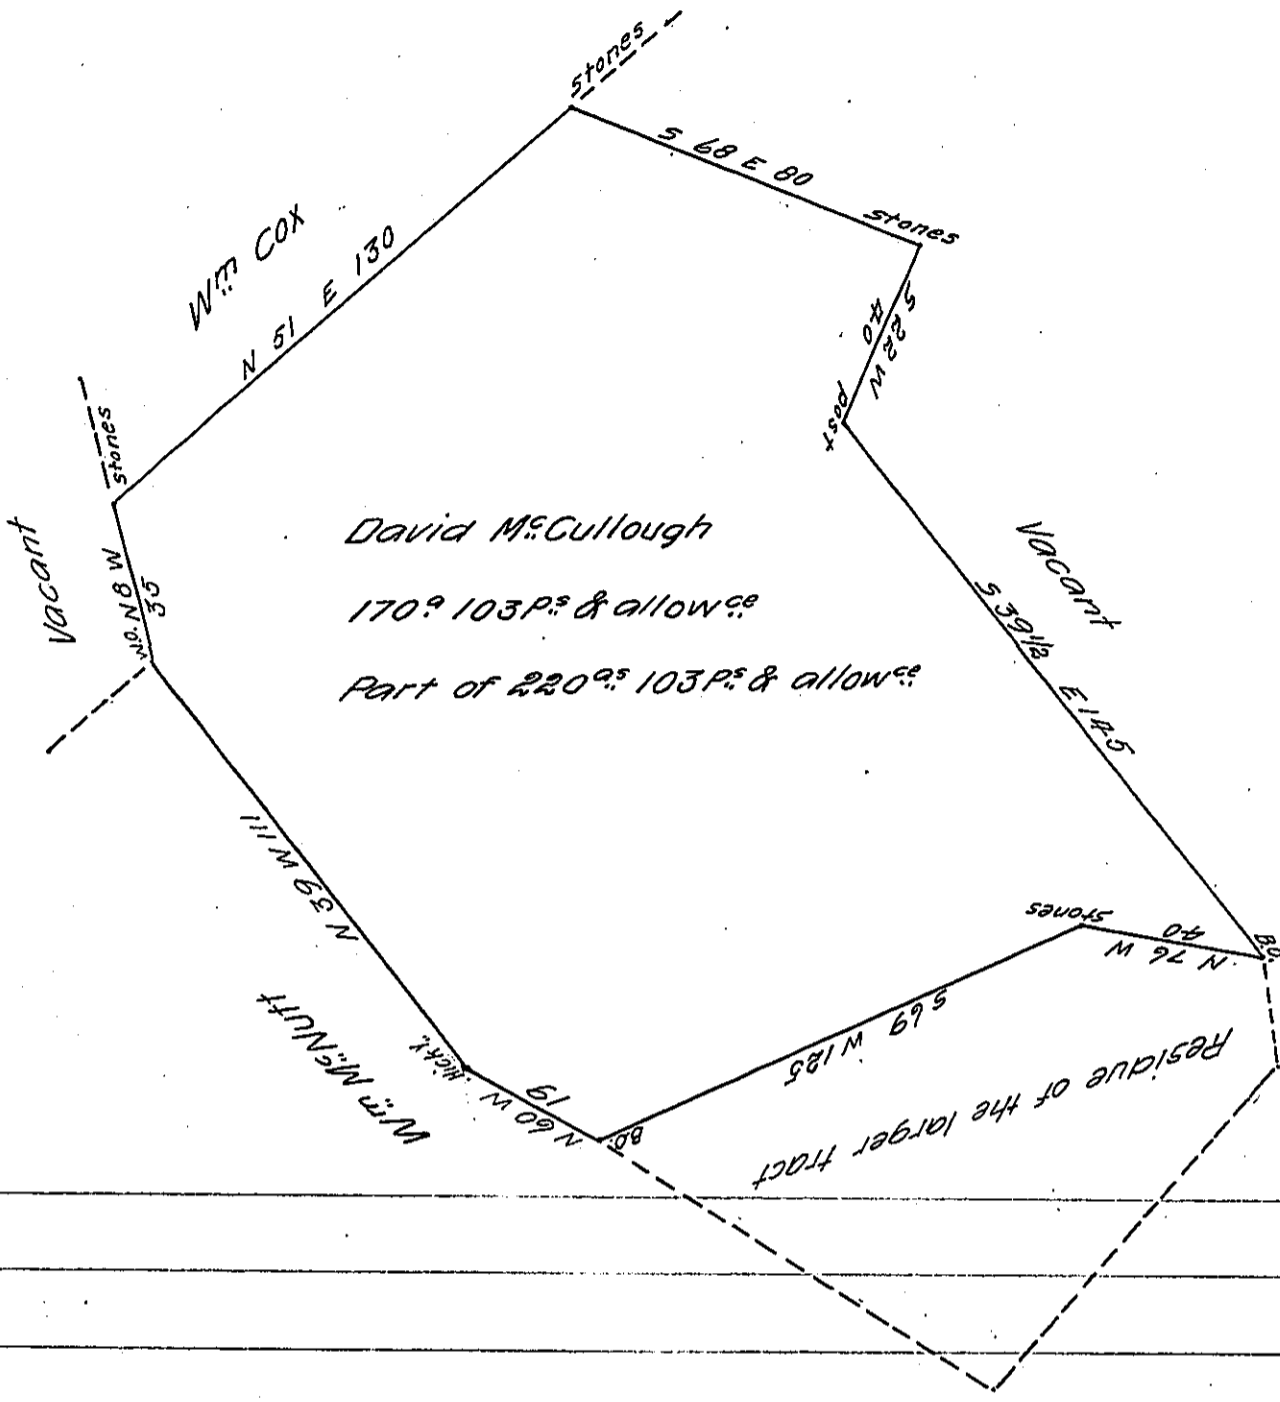 stones
S 68 E 80
stones
Wm Cox
N 51 E 130
S 22 W
40
post
stones
Vacant
N 8 W
35
W.O.
David McCullough
170a 103Ps & allowce
Part of 220as 103Ps & allowce
Vacant
S 39 1/2 E 145
N 39 W 111
Wm McNutt
Hick.y
N 60 W
19
B.O.
S 69 W 125
stones
N 76 W
40
B.O.
Residue of the larger tract